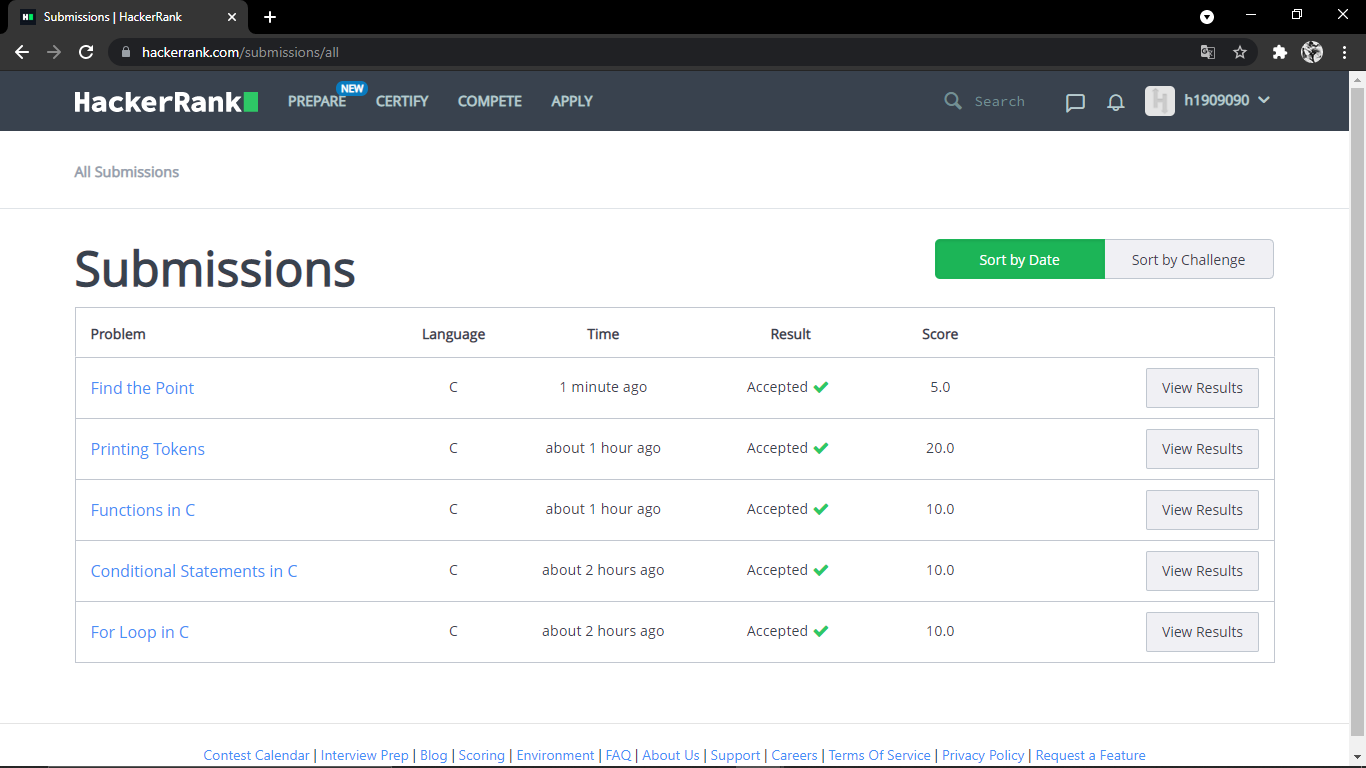 Submissions | HackerRank
hackerrank.com/submissions/all
HackerRank PREPARE NEW CERTIFY COMPETE APPLY Search h1909090
All Submissions
Submissions Sort by Date Sort by Challenge
Problem Language Time Result Score
Find the Point C 1 minute ago Accepted 5.0 View Results
Printing Tokens C about 1 hour ago Accepted 20.0 View Results
Functions in C C about 1 hour ago Accepted 10.0 View Results
Conditional Statements in C C about 2 hours ago Accepted 10.0 View Results
For Loop in C C about 2 hours ago Accepted 10.0 View Results
Contest Calendar | Interview Prep | Blog | Scoring | Environment | FAQ | About Us | Support | Careers | Terms Of Service | Privacy Policy | Request a Feature